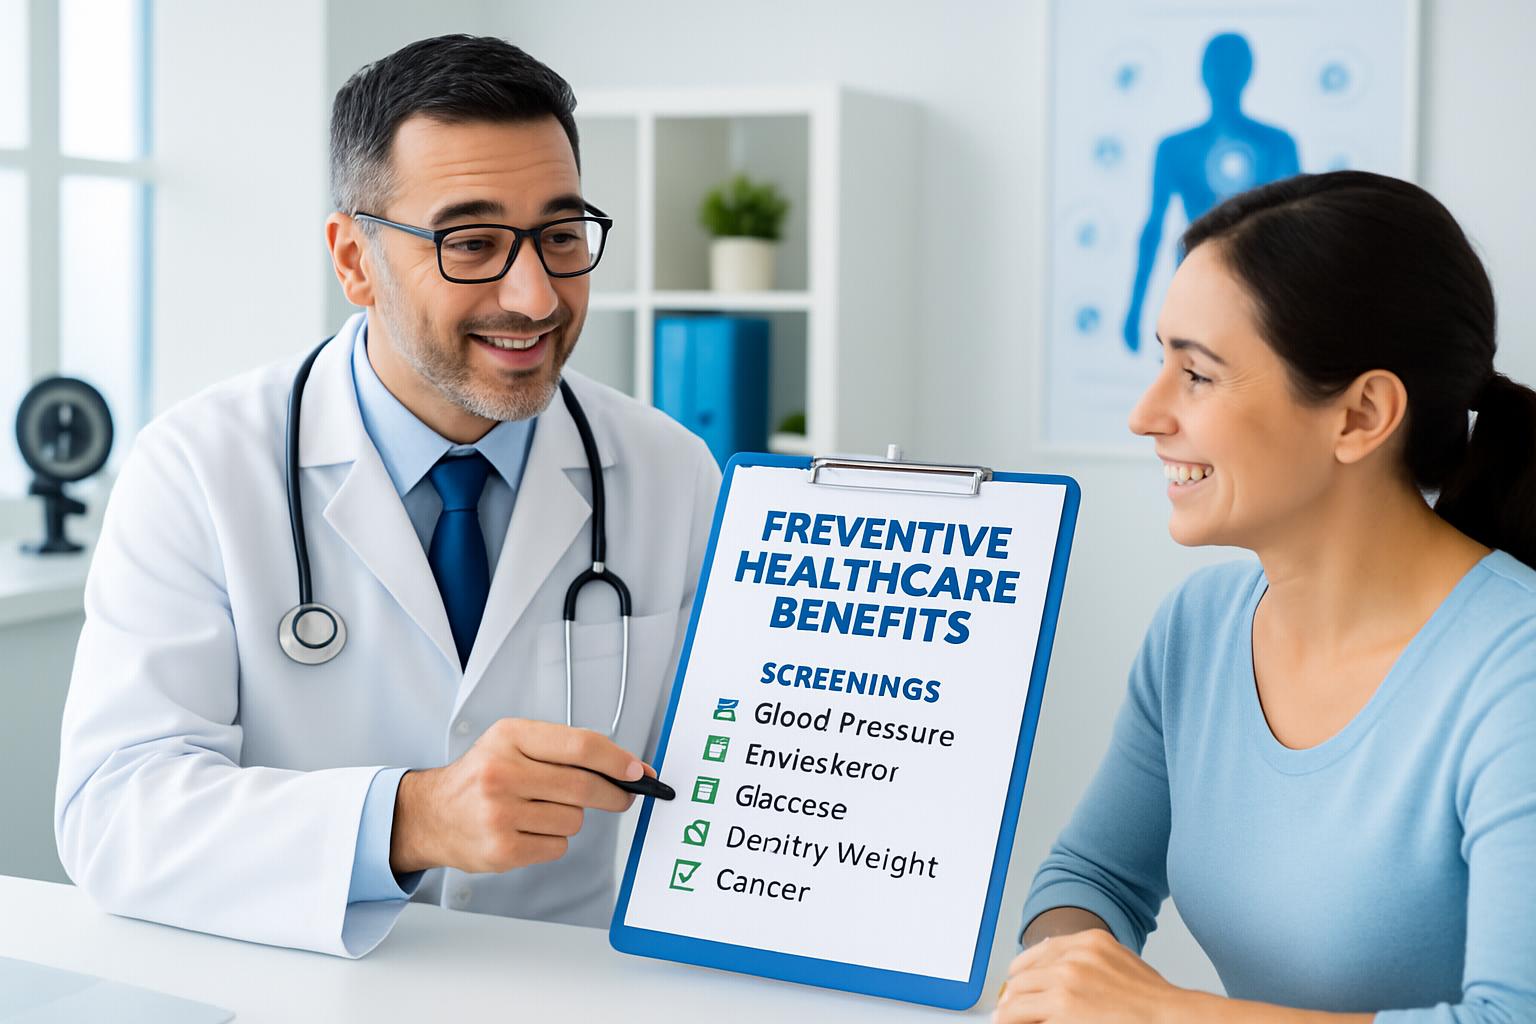 FREVENTIVE
HEALTHCARE
BENEFITS
SCREENINGS
Glood Pressure
Envieskeror
Glaccese
Denitry Weight
Cancer